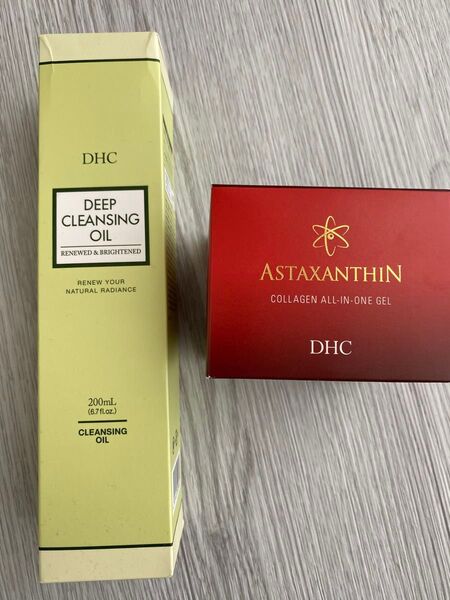 DHC
DEEP
CLEANSING
OIL
RENEWED & BRIGHTENED
RENEW YOUR
NATURAL RADIANCE
200mL
(6.7 fl.oz.)
CLEANSING
OIL
ASTAXANTHIN
COLLAGEN ALL-IN-ONE GEL
DHC